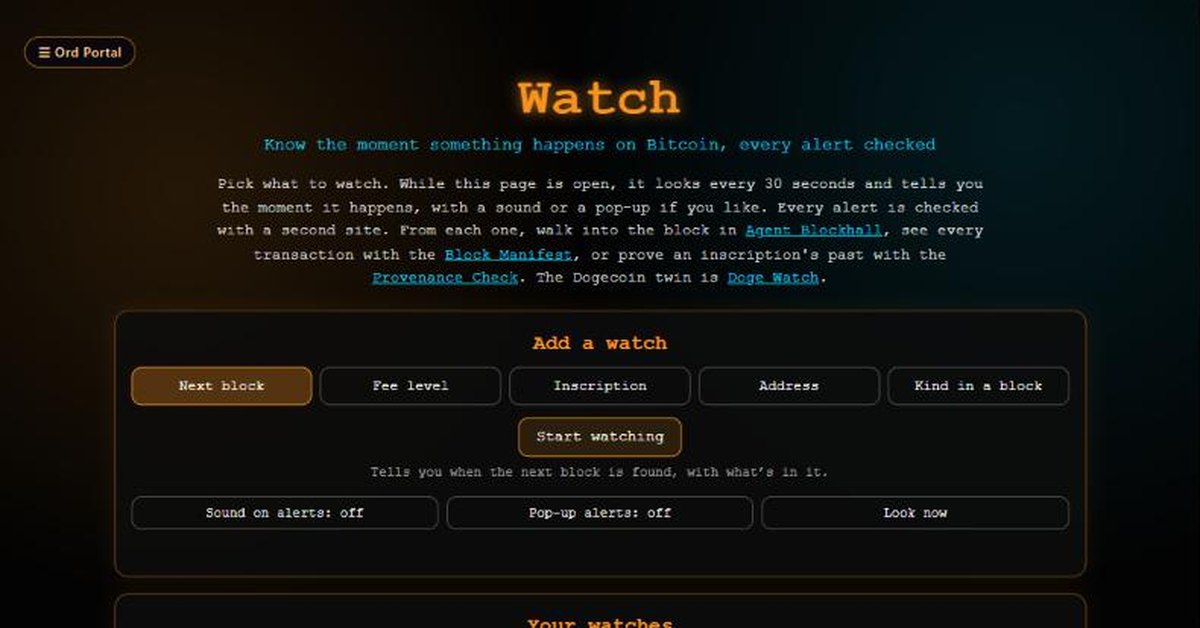 ☰ Ord Portal
Watch
Know the moment something happens on Bitcoin, every alert checked
Pick what to watch. While this page is open, it looks every 30 seconds and tells you
the moment it happens, with a sound or a pop-up if you like. Every alert is checked
with a second site. From each one, walk into the block in Agent Blockhall, see every
transaction with the Block Manifest, or prove an inscription's past with the
Provenance Check. The Dogecoin twin is Doge Watch.
Add a watch
Next block
Fee level
Inscription
Address
Kind in a block
Start watching
Tells you when the next block is found, with what's in it.
Sound on alerts: off
Pop-up alerts: off
Look now
Your watches